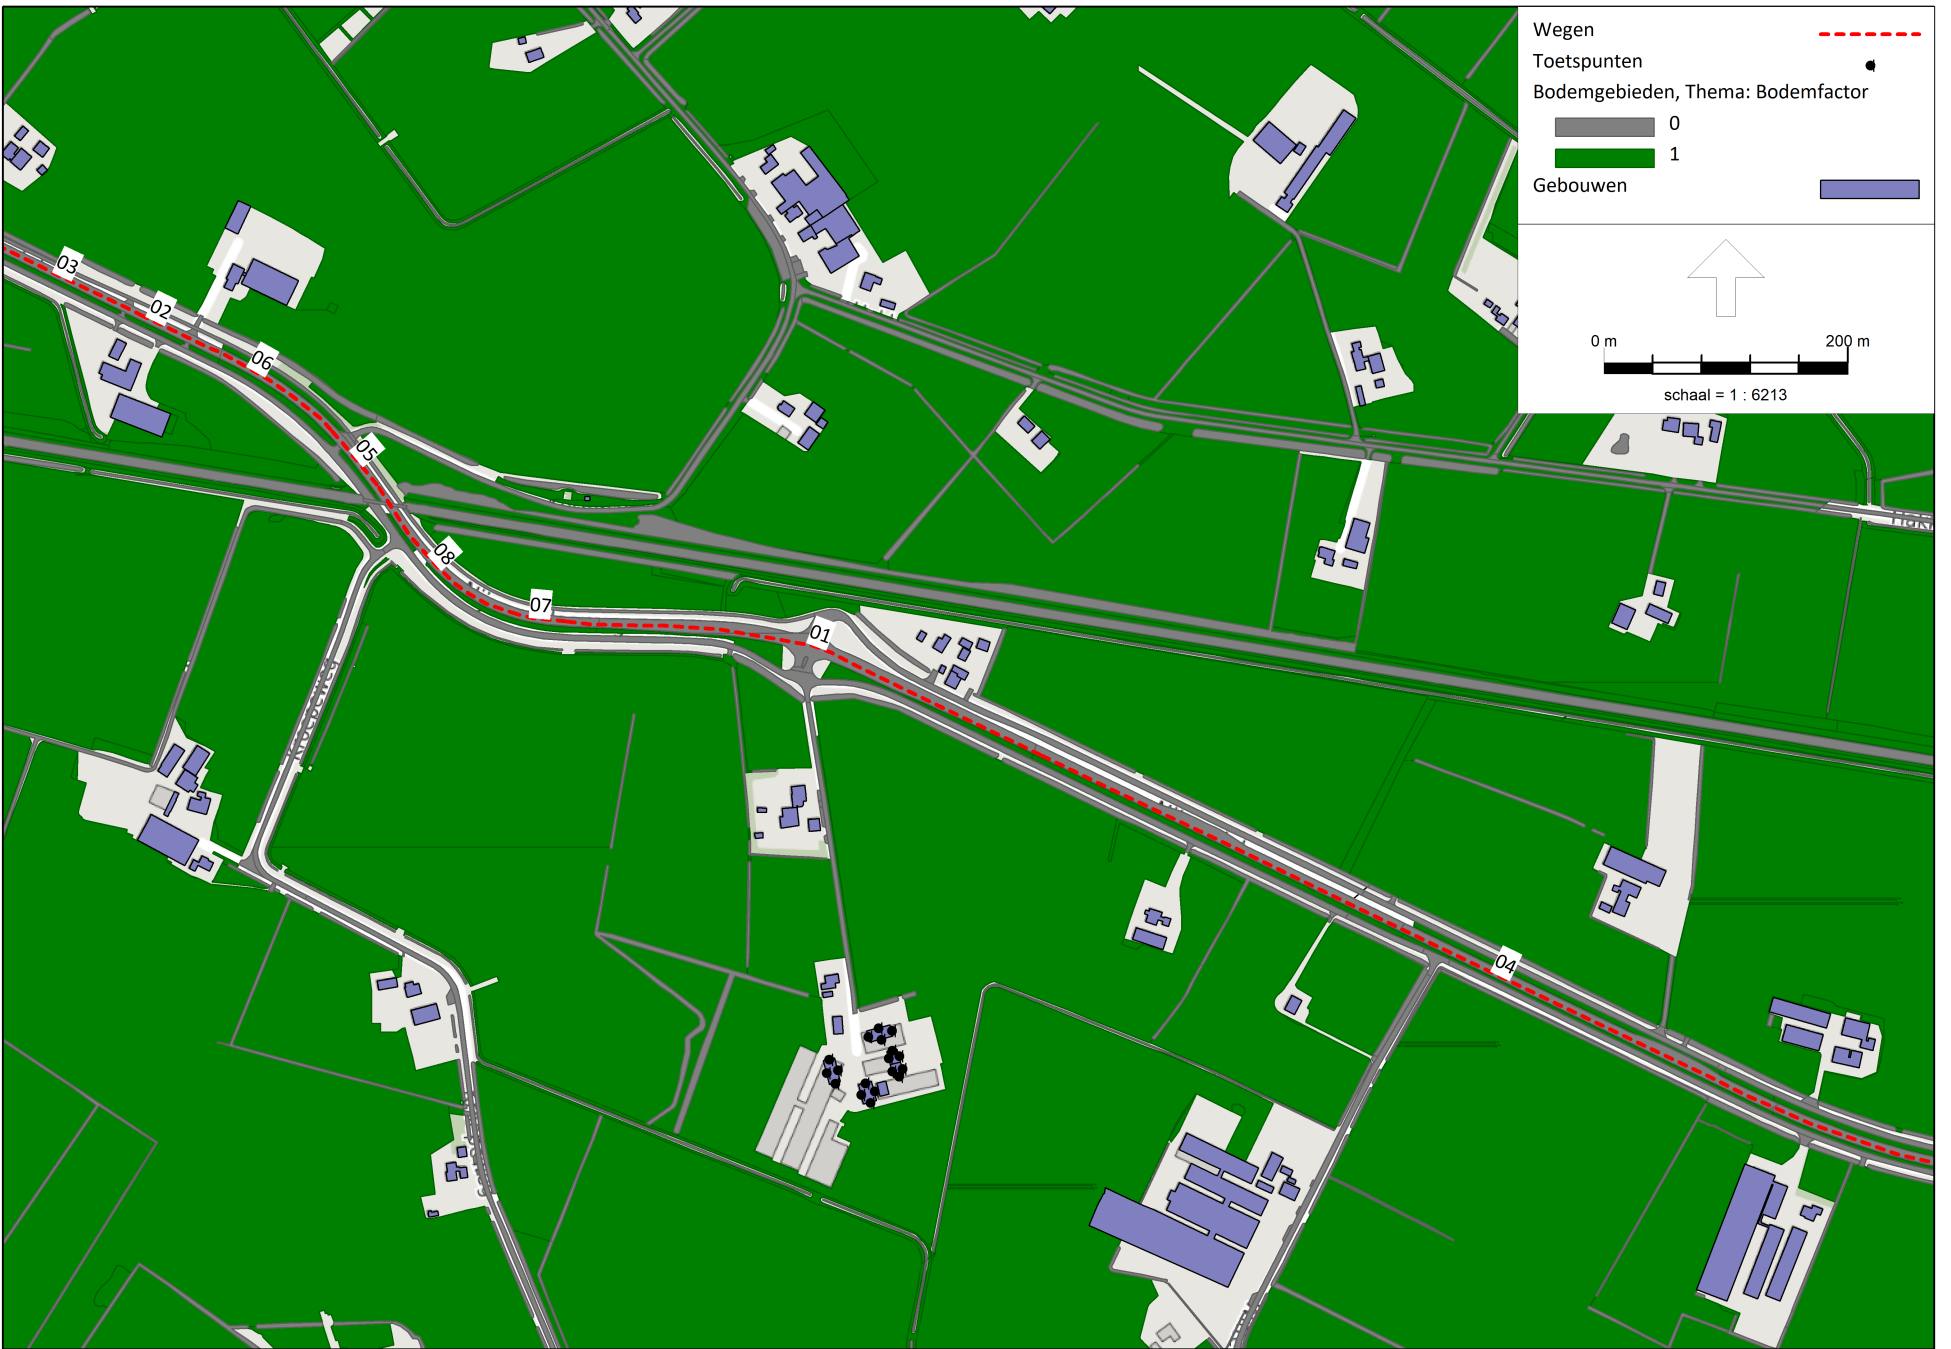 Wegen
Toetspunten
Bodemgebieden, Thema: Bodemfactor
0
1
Gebouwen
0 m 200 m
schaal = 1 : 6213
03
02
06
05
08
07
01
04